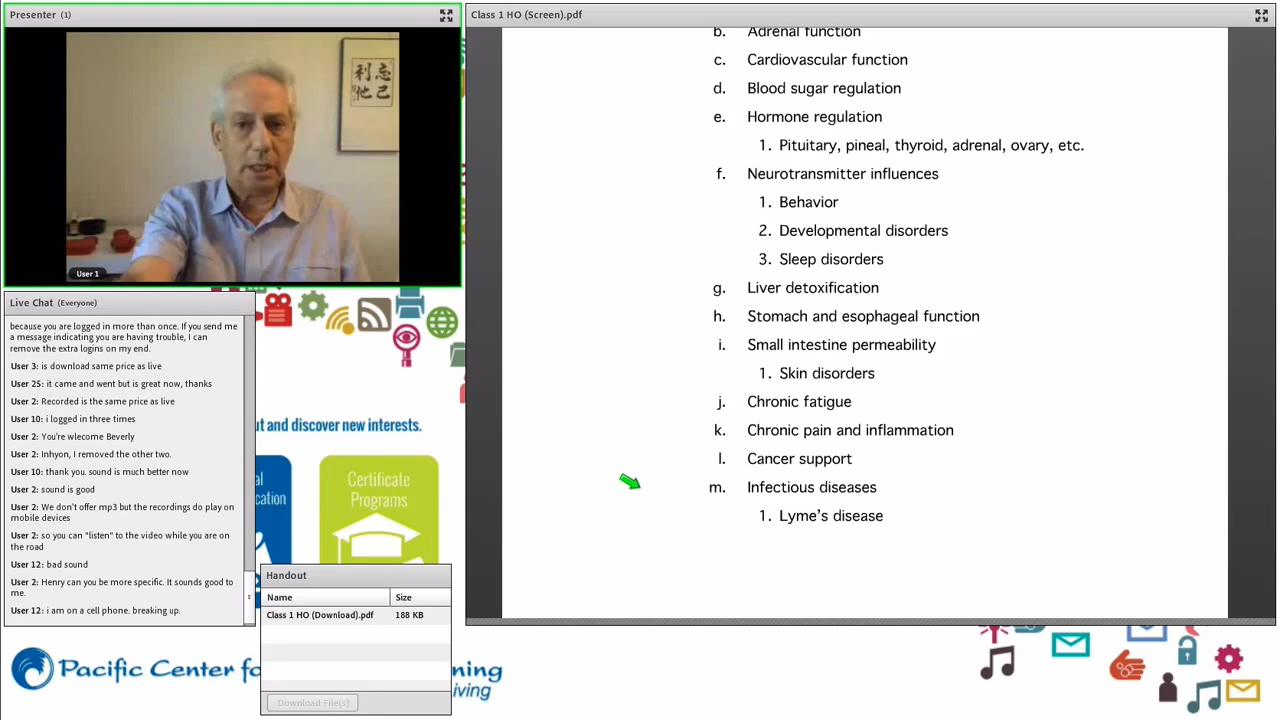 Presenter (1)
利 忘
他 己
User 1
Live Chat (Everyone)
because you are logged in more than once. If you send me
a message indicating you are having trouble, I can
remove the extra logins on my end.
User 3: is download same price as live
User 25: it came and went but is great now, thanks
User 2: Recorded is the same price as live
User 10: i logged in three times
User 2: You're wlecome Beverly
User 2: Inhyon, I removed the other two.
User 10: thank you. sound is much better now
User 2: sound is good
User 2: We don't offer mp3 but the recordings do play on
mobile devices
User 2: so you can "listen" to the video while you are on
the road
User 12: bad sound
User 2: Henry can you be more specific. It sounds good to
me.
User 12: i am on a cell phone. breaking up.
ut and discover new interests.
al
cation
Certificate
Programs
Handout
Name Size
Class 1 HO (Download).pdf 188 KB
Download File(s)
Pacific Center fo
ning
iving
Class 1 HO (Screen).pdf
b. Adrenal function
c. Cardiovascular function
d. Blood sugar regulation
e. Hormone regulation
1. Pituitary, pineal, thyroid, adrenal, ovary, etc.
f. Neurotransmitter influences
1. Behavior
2. Developmental disorders
3. Sleep disorders
g. Liver detoxification
h. Stomach and esophageal function
i. Small intestine permeability
1. Skin disorders
j. Chronic fatigue
k. Chronic pain and inflammation
l. Cancer support
m. Infectious diseases
1. Lyme's disease